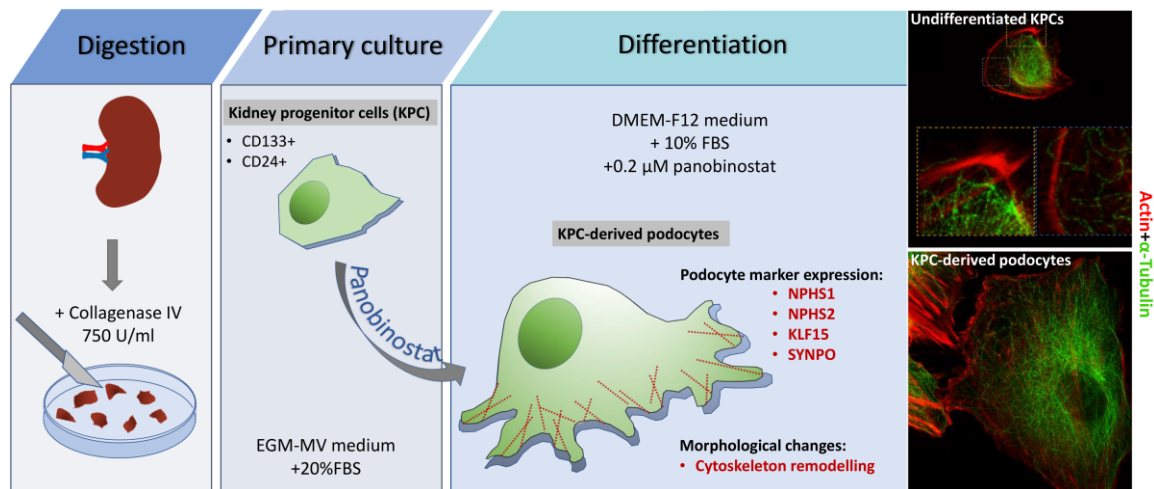 Digestion
+ Collagenase IV
750 U/ml
Primary culture
Kidney progenitor cells (KPC)
• CD133+
• CD24+
Panobinostat
EGM-MV medium
+20%FBS
Differentiation
DMEM-F12 medium
+ 10% FBS
+0.2 µM panobinostat
KPC-derived podocytes
Podocyte marker expression:
• NPHS1
• NPHS2
• KLF15
• SYNPO
Morphological changes:
• Cytoskeleton remodelling
Undifferentiated KPCs
KPC-derived podocytes
Actin+α-Tubulin